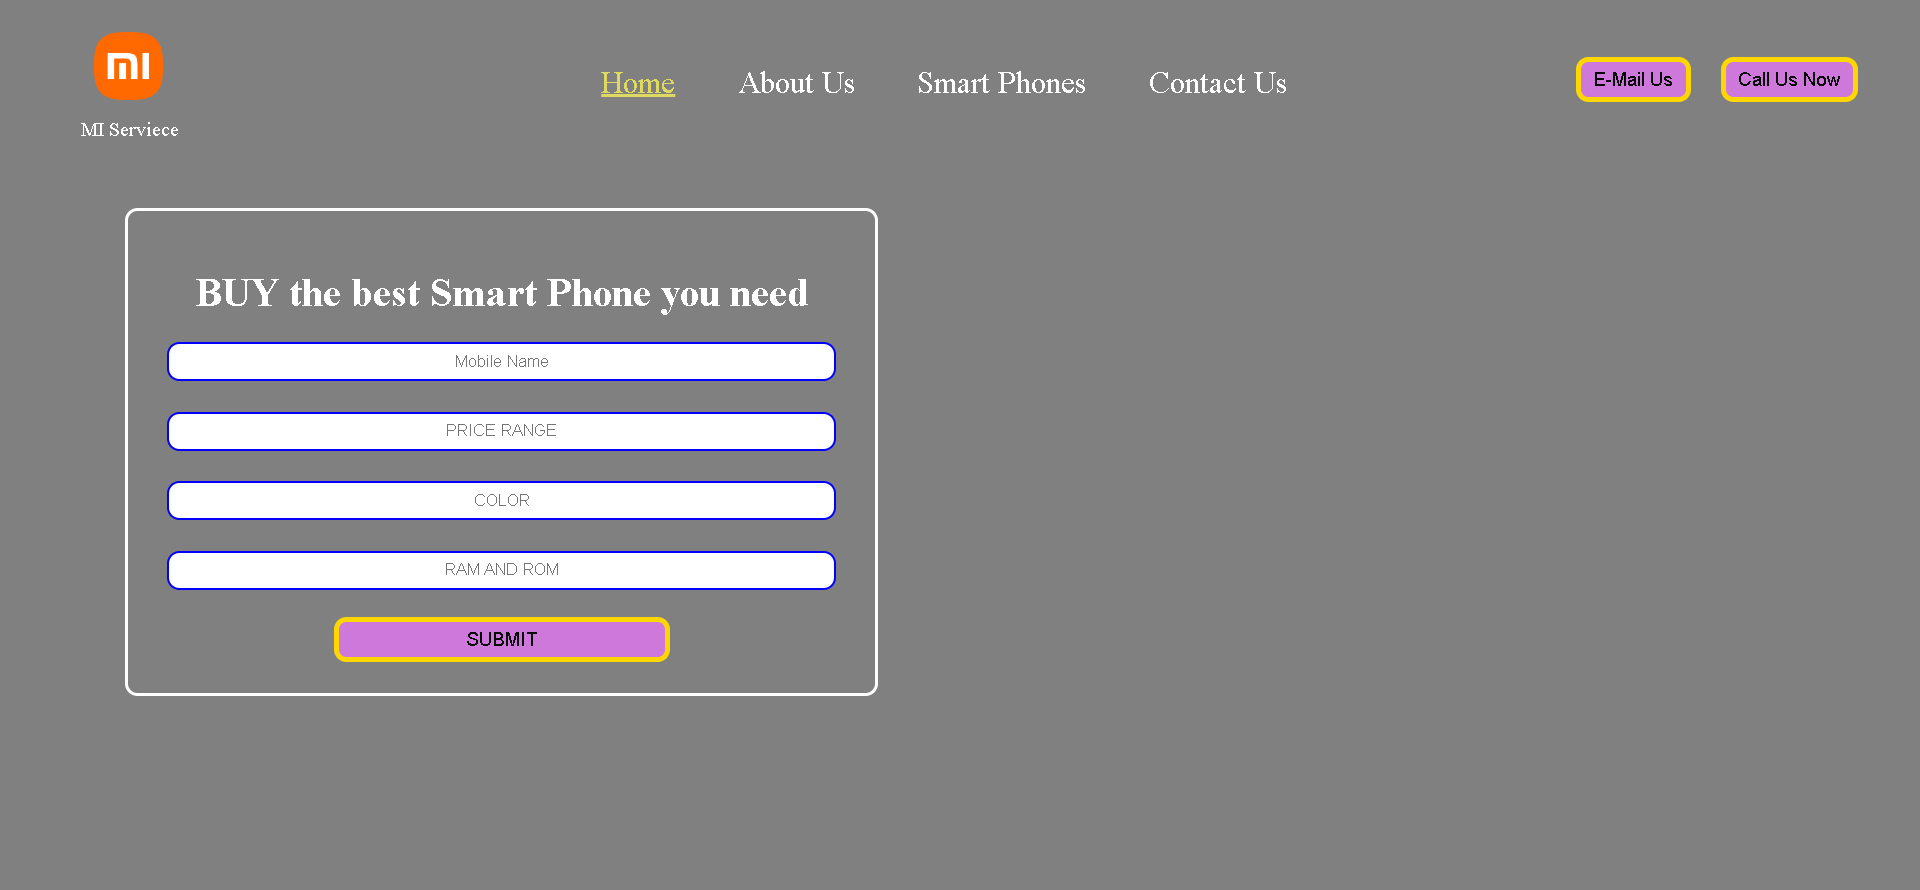 mi
Home About Us Smart Phones Contact Us
E-Mail Us Call Us Now
MI Serviece
BUY the best Smart Phone you need
Mobile Name
PRICE RANGE
COLOR
RAM AND ROM
SUBMIT